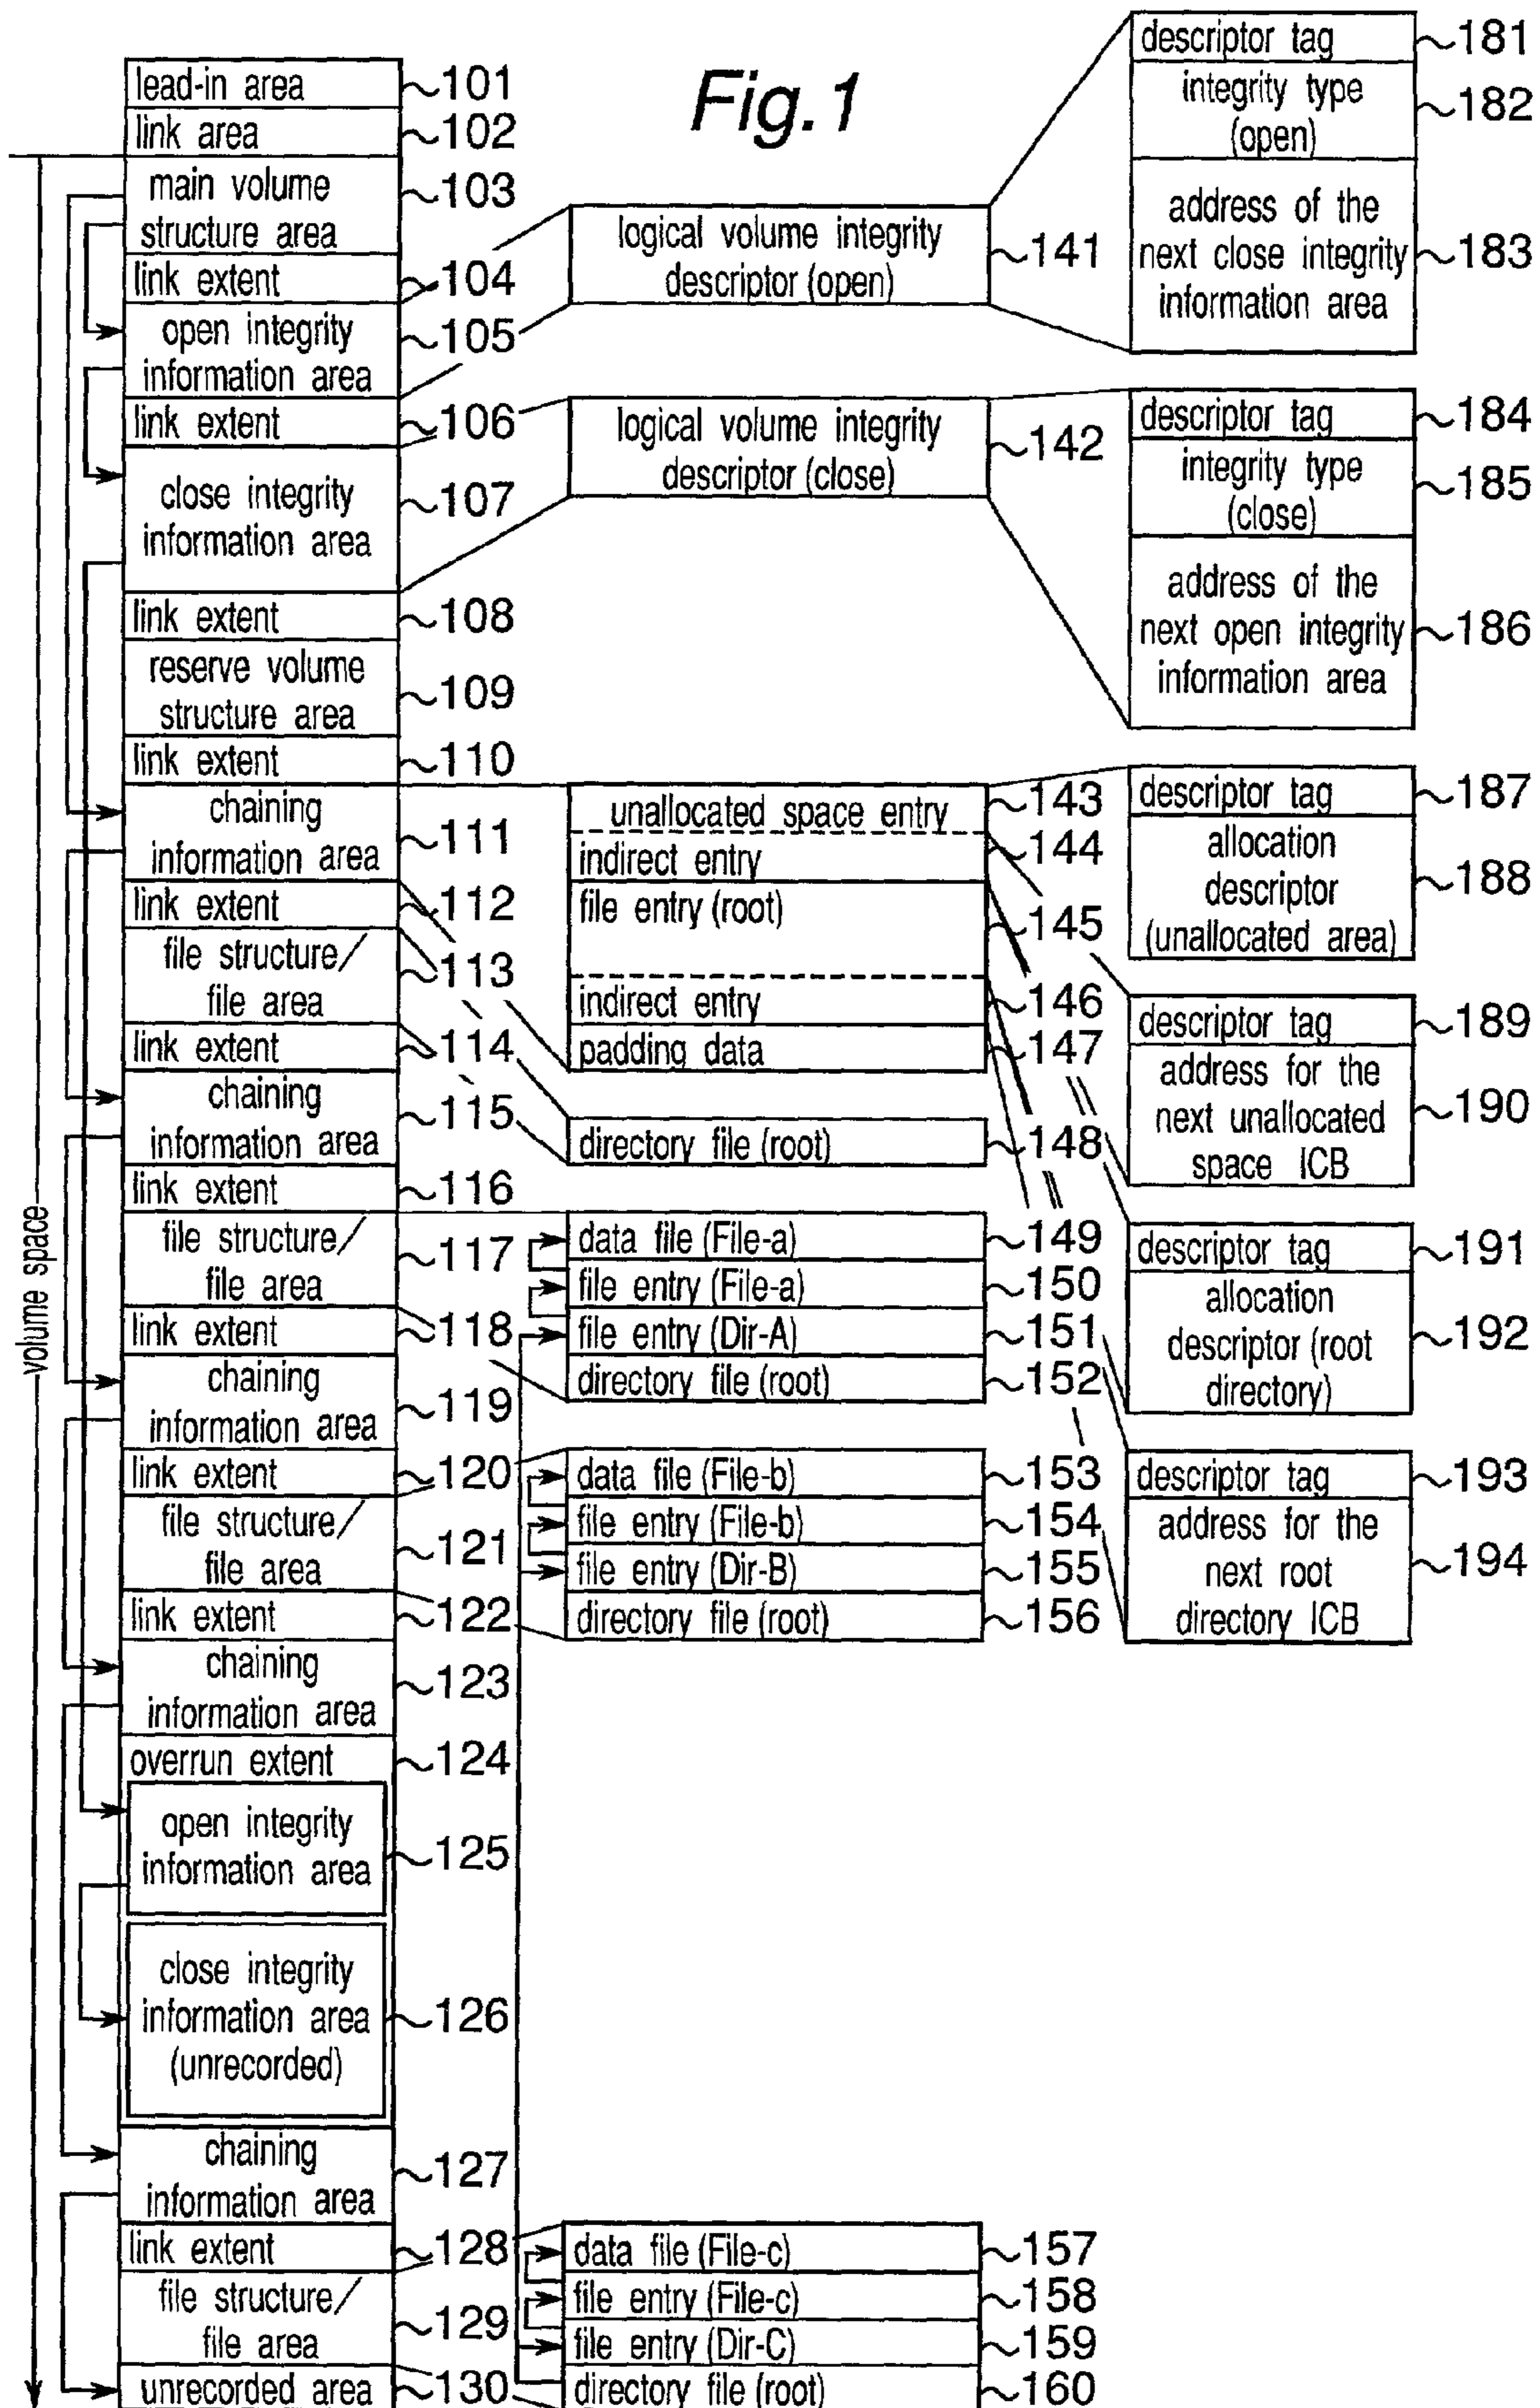 Fig.1
volume space
lead-in area
101
link area
102
main volume
structure area
103
link extent
104
open integrity
information area
105
link extent
106
close integrity
information area
107
link extent
108
reserve volume
structure area
109
link extent
110
chaining
information area
111
link extent
112
file structure/
file area
113
link extent
114
chaining
information area
115
link extent
116
file structure/
file area
117
link extent
118
chaining
information area
119
link extent
120
file structure/
file area
121
link extent
122
chaining
information area
123
overrun extent
124
open integrity
information area
125
close integrity
information area
(unrecorded)
126
chaining
information area
127
link extent
128
file structure/
file area
129
unrecorded area
130
logical volume integrity
descriptor (open)
141
logical volume integrity
descriptor (close)
142
unallocated space entry
143
indirect entry
144
file entry (root)
145
indirect entry
146
padding data
147
directory file (root)
148
data file (File-a)
149
file entry (File-a)
150
file entry (Dir-A)
151
directory file (root)
152
data file (File-b)
153
file entry (File-b)
154
file entry (Dir-B)
155
directory file (root)
156
data file (File-c)
157
file entry (File-c)
158
file entry (Dir-C)
159
directory file (root)
160
descriptor tag
181
integrity type
(open)
182
address of the
next close integrity
information area
183
descriptor tag
184
integrity type
(close)
185
address of the
next open integrity
information area
186
descriptor tag
187
allocation
descriptor
(unallocated area)
188
descriptor tag
189
address for the
next unallocated
space ICB
190
descriptor tag
191
allocation
descriptor (root
directory)
192
descriptor tag
193
address for the
next root
directory ICB
194